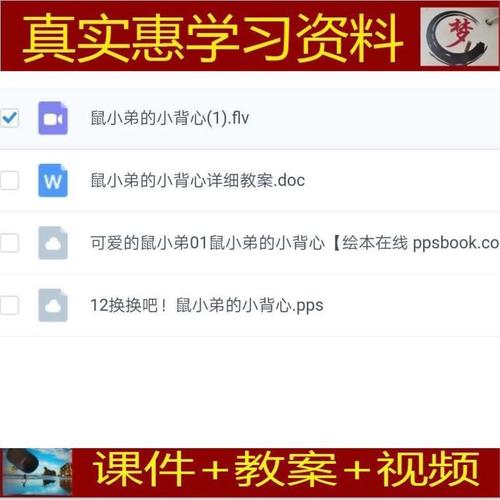 真实惠学习资料
梦
鼠小弟的小背心(1).flv
W
鼠小弟的小背心详细教案.doc
可爱的鼠小弟01鼠小弟的小背心【绘本在线 ppsbook.co
12换换吧！鼠小弟的小背心.pps
课件+教案+视频